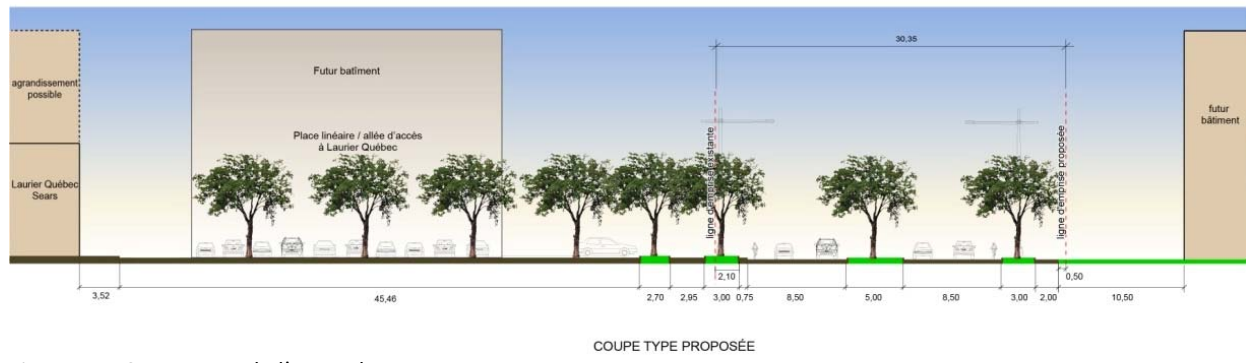 30,35
agrandissement
possible
Futur batîment
futur
bâtiment
Place linéaire / allée d'accès
à Laurier Québec
ligne d'emprise existante
ligne d'emprise proposée
Laurier Québec
Sears
2,10
0,50
3,52
45,46
2,70
2,95
3,00
0,75
8,50
5,00
8,50
3,00
2,00
10,50
COUPE TYPE PROPOSÉE